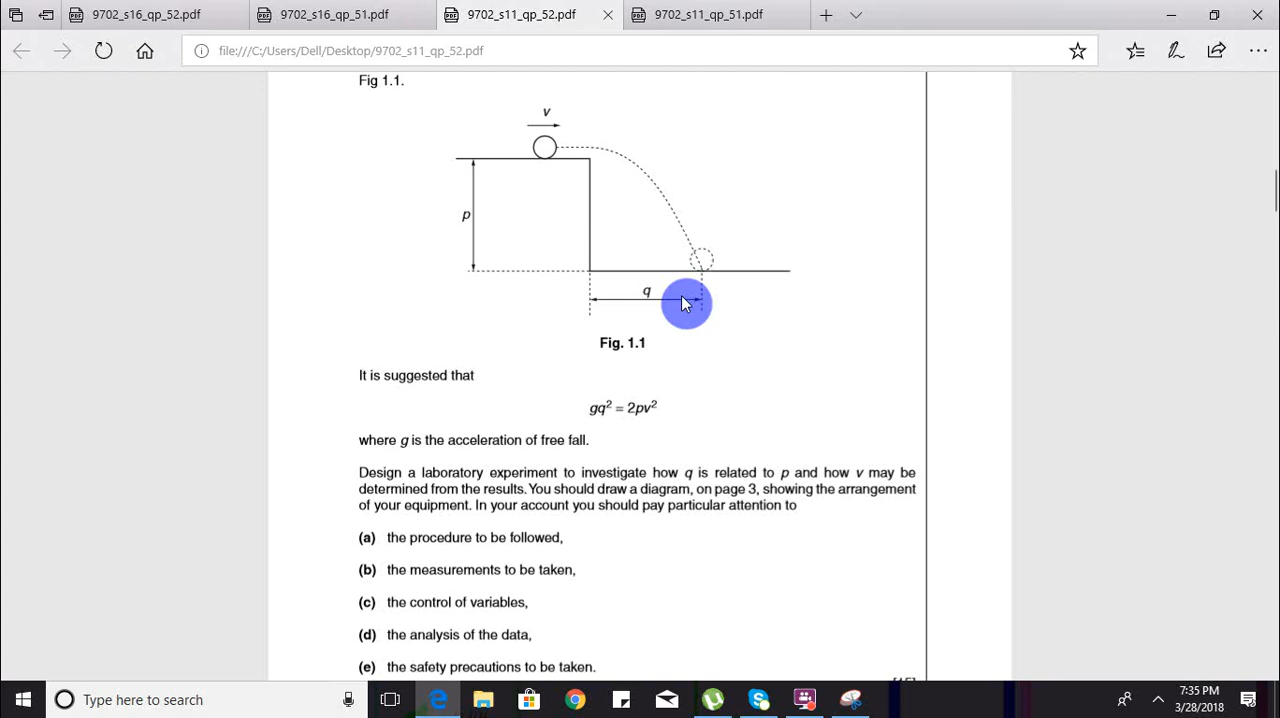 9702_s16_qp_52.pdf
9702_s16_qp_51.pdf
9702_s11_qp_52.pdf
9702_s11_qp_51.pdf
file:///C:/Users/Dell/Desktop/9702_s11_qp_52.pdf
Fig 1.1.
v
p
q
Fig. 1.1
It is suggested that
gq² = 2pv²
where g is the acceleration of free fall.
Design a laboratory experiment to investigate how q is related to p and how v may be
determined from the results. You should draw a diagram, on page 3, showing the arrangement
of your equipment. In your account you should pay particular attention to
(a) the procedure to be followed,
(b) the measurements to be taken,
(c) the control of variables,
(d) the analysis of the data,
(e) the safety precautions to be taken.
Type here to search
7:35 PM
3/28/2018